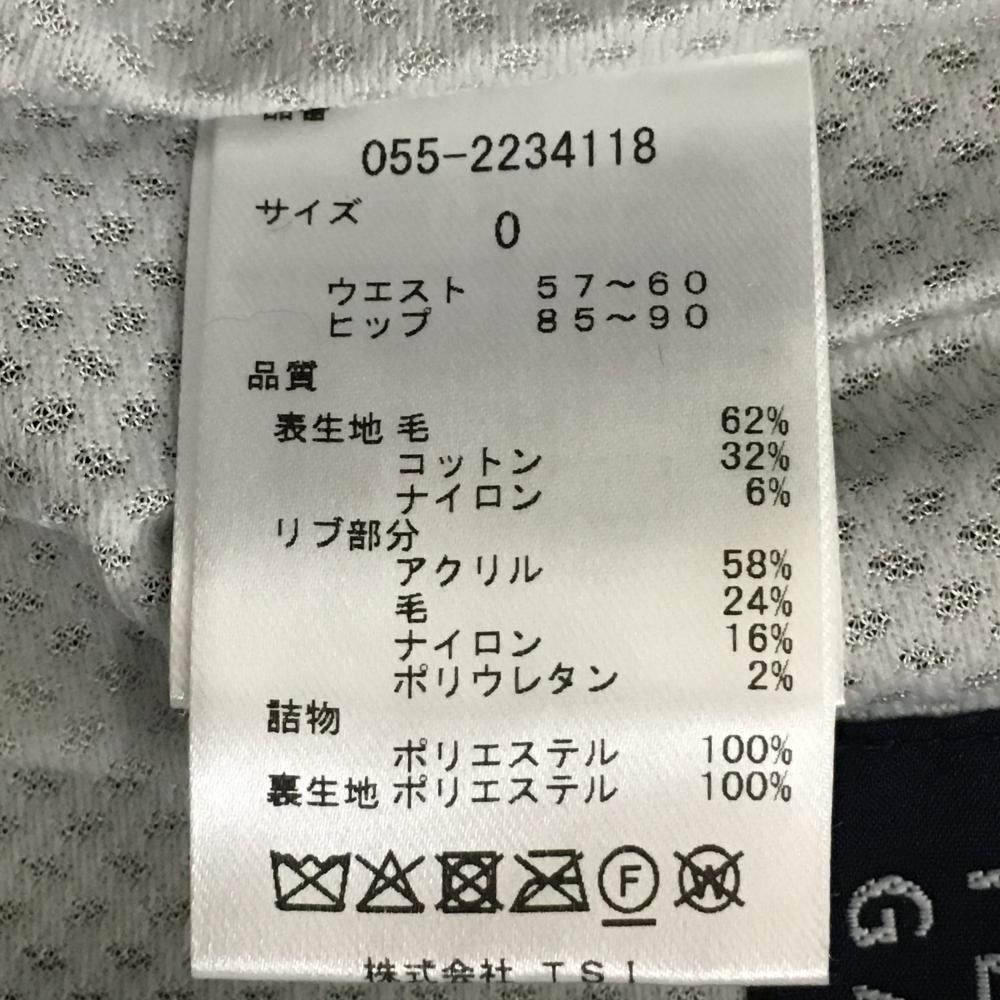 品番
055-2234118
サイズ
0
ウエスト 57～60
ヒップ 85～90
品質
表生地 毛 62%
コットン 32%
ナイロン 6%
リブ部分
アクリル 58%
毛 24%
ナイロン 16%
ポリウレタン 2%
詰物
ポリエステル 100%
裏生地 ポリエステル 100%
F W
株式会社 TSI
G